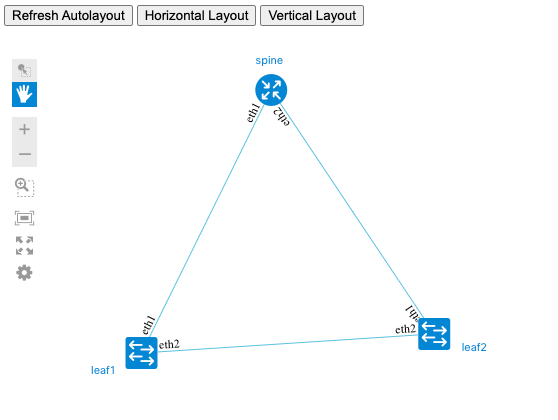 Refresh Autolayout
Horizontal Layout
Vertical Layout
spine
eth1
eth2
eth1
eth2
eth1
eth2
leaf1
leaf2